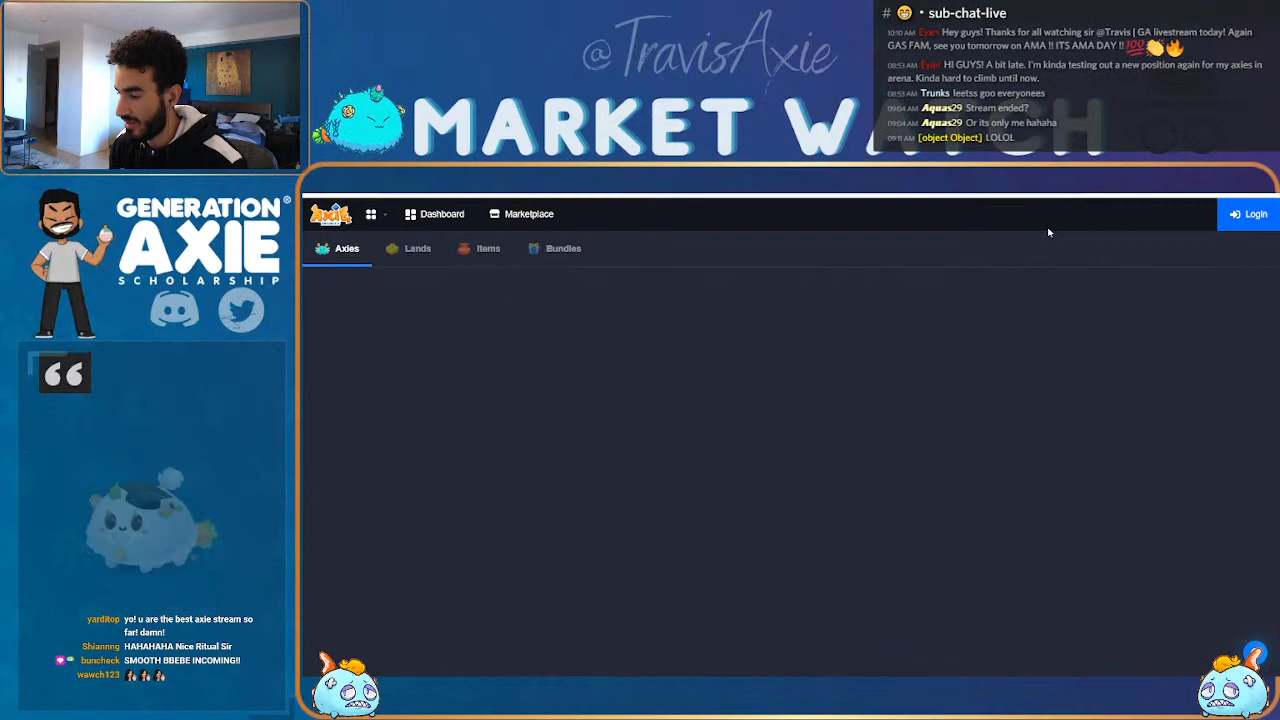 @TravisAxie
MARKET WATCH
# 😁 • sub-chat-live
10:10 AM Eyan Hey guys! Thanks for all watching sir @Travis | GA livestream today! Again
GAS FAM, see you tomorrow on AMA !! ITS AMA DAY !! 💯👏🔥
08:53 AM Eyan HI GUYS! A bit late. I'm kinda testing out a new position again for my axies in
arena. Kinda hard to climb until now.
08:53 AM Trunks leetss goo everyonees
09:04 AM Aquas29 Stream ended?
09:04 AM Aquas29 Or its only me hahaha
09:11 AM [object Object] LOLOL
GENERATION®
AXIE
SCHOLARSHIP
AXIE
Dashboard
Marketplace
Login
Axies
Lands
Items
Bundles
yarditop yo! u are the best axie stream so
far! damn!
Shiannng HAHAHAHA Nice Ritual Sir
buncheck SMOOTH BBEBE INCOMING!!
wawch123